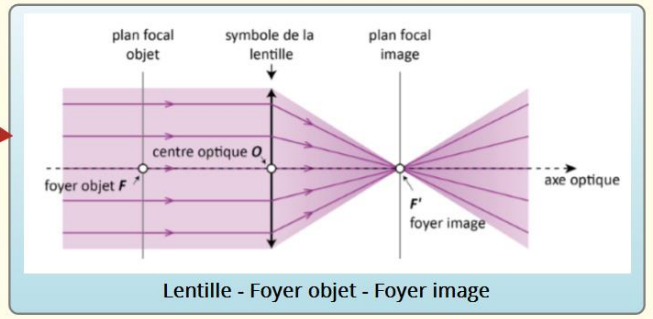 plan focal
objet
symbole de la
lentille
plan focal
image
centre optique O
foyer objet F
axe optique
F'
foyer image
Lentille - Foyer objet - Foyer image